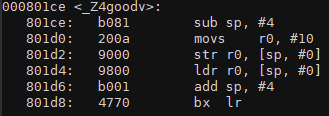 000801ce <_Z4goodv>:
801ce: b081 sub sp, #4
801d0: 200a movs r0, #10
801d2: 9000 str r0, [sp, #0]
801d4: 9800 ldr r0, [sp, #0]
801d6: b001 add sp, #4
801d8: 4770 bx lr